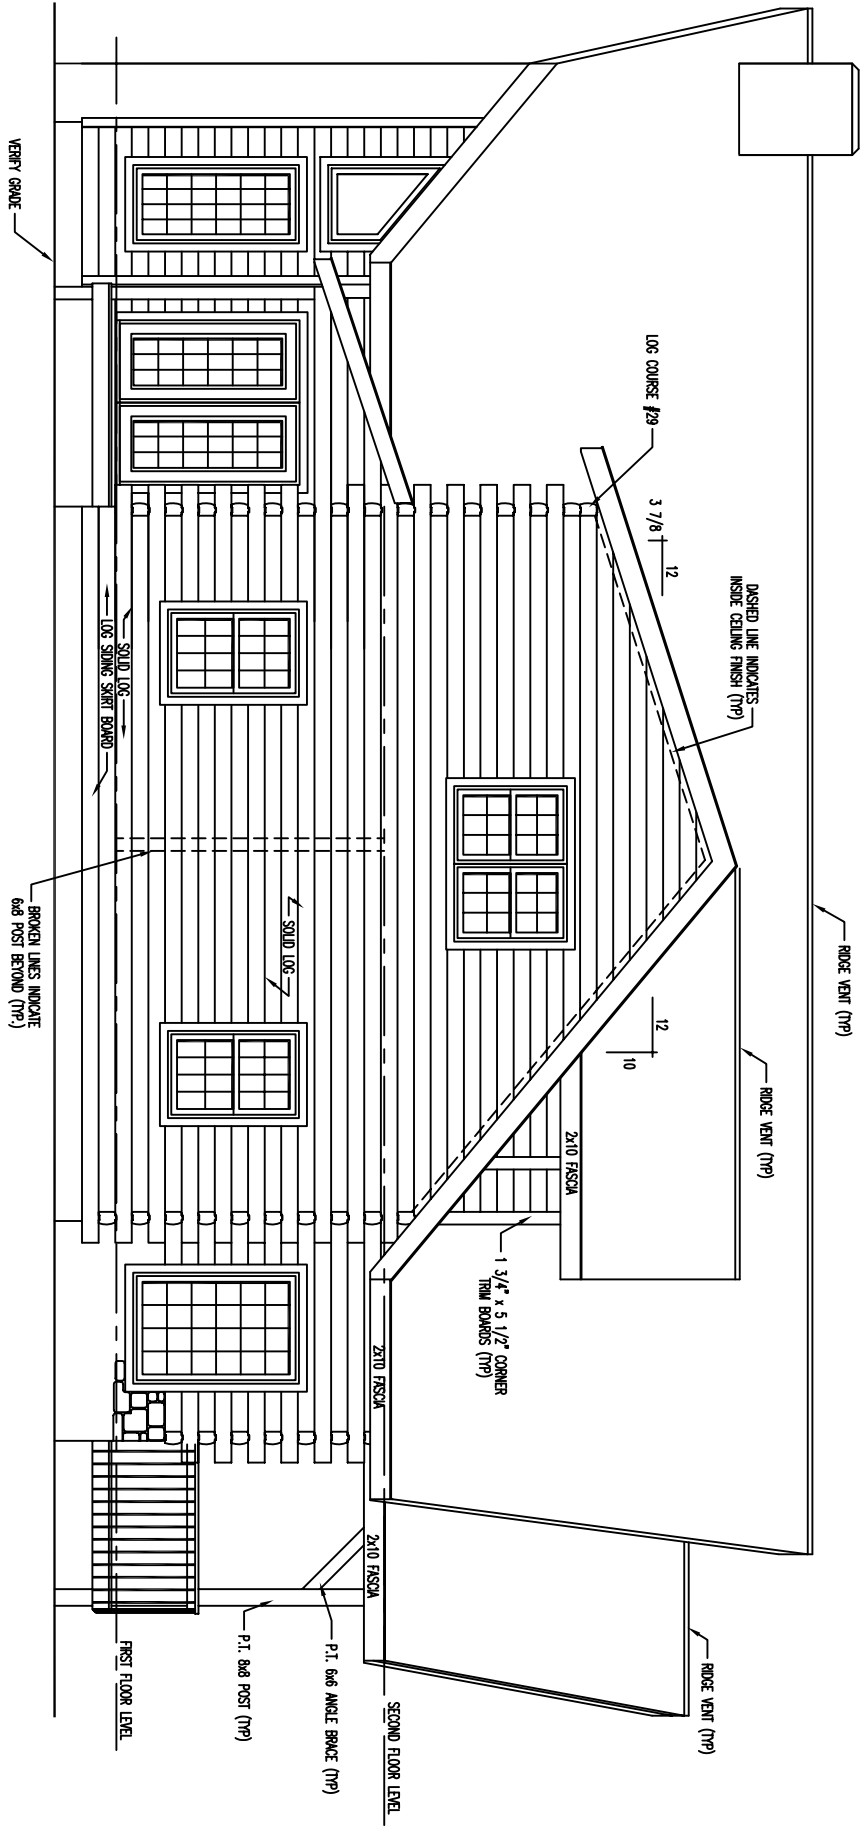 RIDGE VENT (TYP)
RIDGE VENT (TYP)
RIDGE VENT (TYP)
DASHED LINE INDICATES
INSIDE CEILING FINISH (TYP)
LOG COURSE #29
12
3 7/8
12
10
2x10 FASCIA
1 3/4" x 5 1/2" CORNER
TRIM BOARDS (TYP)
2x10 FASCIA
2x10 FASCIA
SECOND FLOOR LEVEL
P.T. 6x6 ANGLE BRACE (TYP)
P.T. 8x8 POST (TYP)
SOLID LOG
SOLID LOG
FIRST FLOOR LEVEL
LOG SIDING SKIRT BOARD
BROKEN LINES INDICATE
6x8 POST BEYOND (TYP.)
VERIFY GRADE